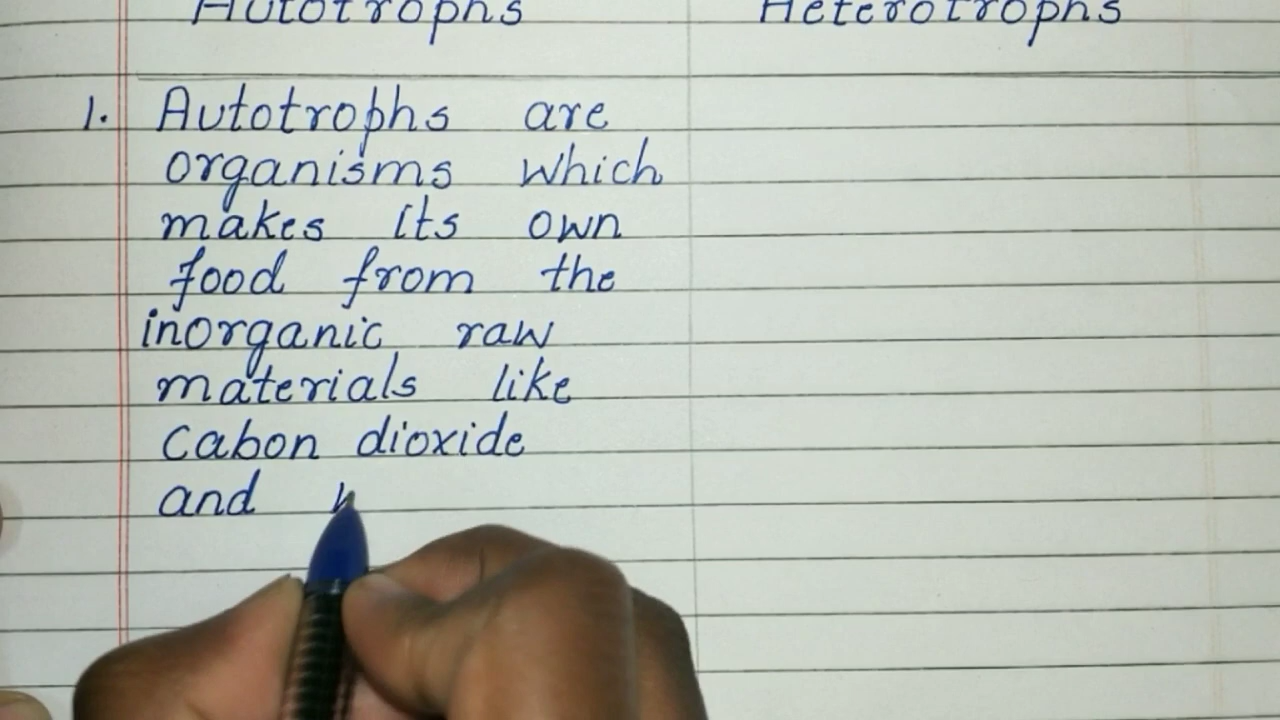 Autotrophs Heterotrophs
1. Autotrophs are
organisms which
makes its own
food from the
inorganic raw
materials like
Cabon dioxide
and